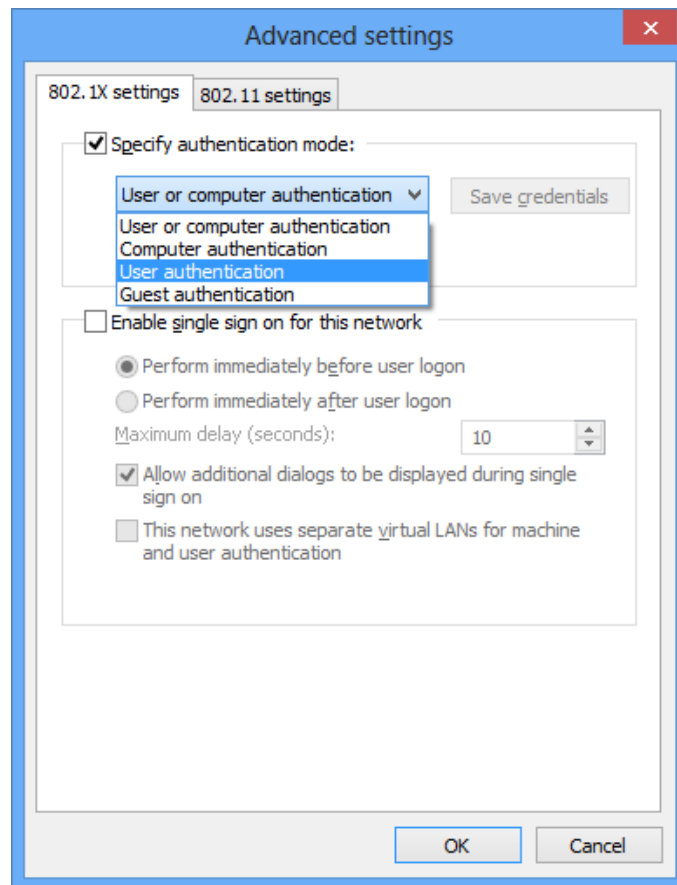 Advanced settings
802.1X settings
802.11 settings
Specify authentication mode:
User or computer authentication
Save credentials
User or computer authentication
Computer authentication
User authentication
Guest authentication
Enable single sign on for this network
Perform immediately before user logon
Perform immediately after user logon
Maximum delay (seconds):
10
Allow additional dialogs to be displayed during single
sign on
This network uses separate virtual LANs for machine
and user authentication
OK
Cancel